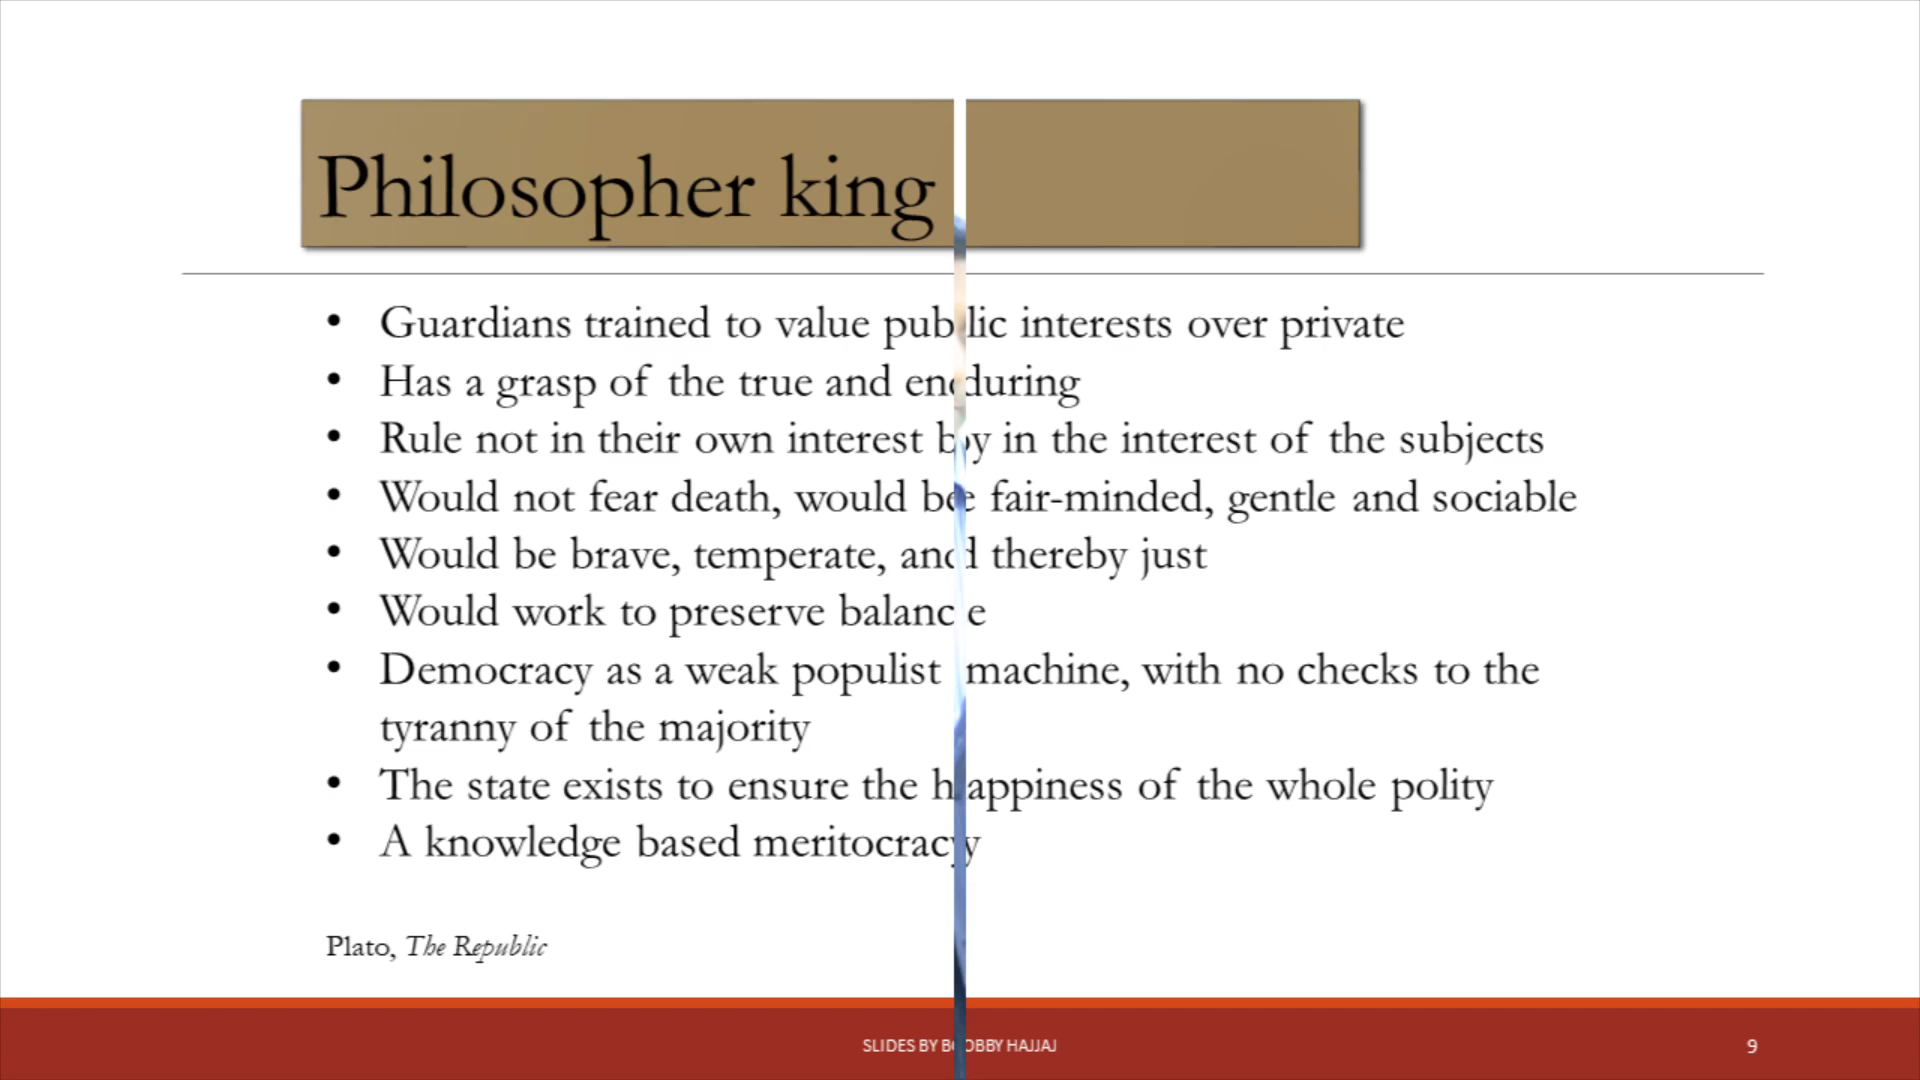 Philosopher king
• Guardians trained to value public interests over private
• Has a grasp of the true and enduring
• Rule not in their own interest by in the interest of the subjects
• Would not fear death, would be fair-minded, gentle and sociable
• Would be brave, temperate, and thereby just
• Would work to preserve balance
• Democracy as a weak populist machine, with no checks to the
tyranny of the majority
• The state exists to ensure the happiness of the whole polity
• A knowledge based meritocracy
Plato, The Republic
SLIDES BY BOBBY HAJJAJ
9